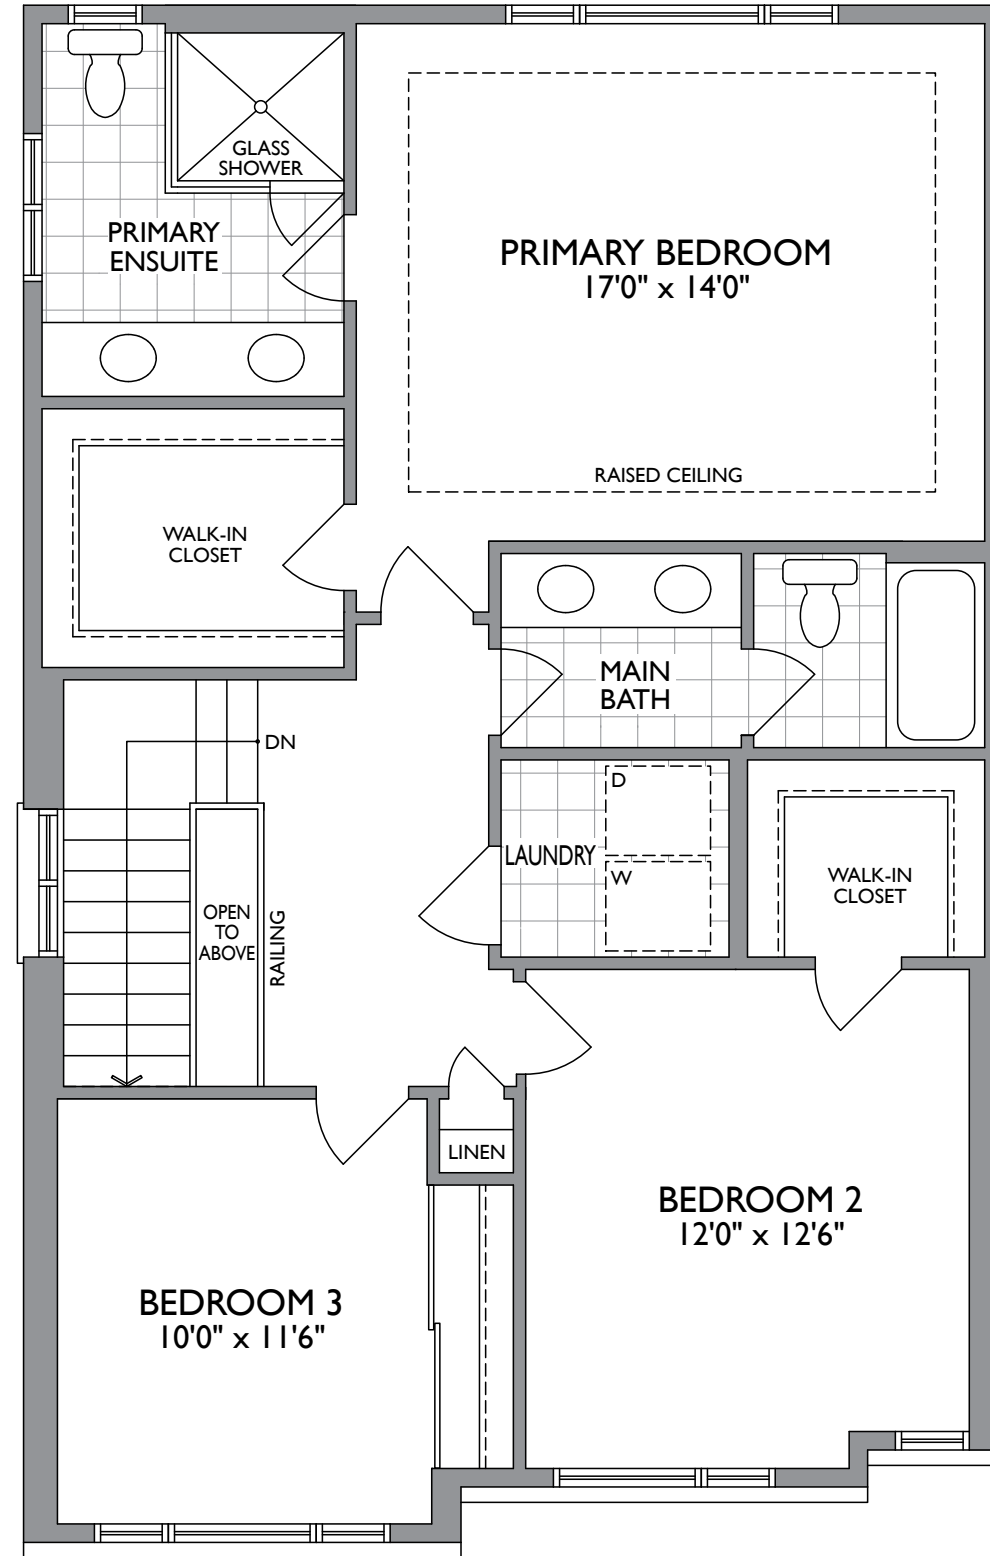 GLASS
SHOWER
PRIMARY
ENSUITE
PRIMARY BEDROOM
17'0" x 14'0"
RAISED CEILING
WALK-IN
CLOSET
MAIN
BATH
DN
D
LAUNDRY
W
WALK-IN
CLOSET
OPEN
TO
ABOVE
RAILING
LINEN
BEDROOM 2
12'0" x 12'6"
BEDROOM 3
10'0" x 11'6"